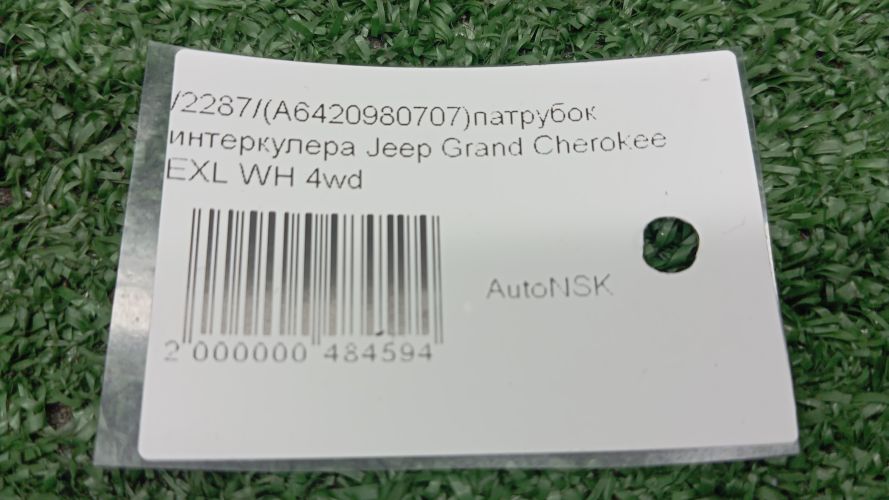 /2287/(A6420980707)патрубок
интеркулера Jeep Grand Cherokee
EXL WH 4wd
AutoNSK
2 000000 484594